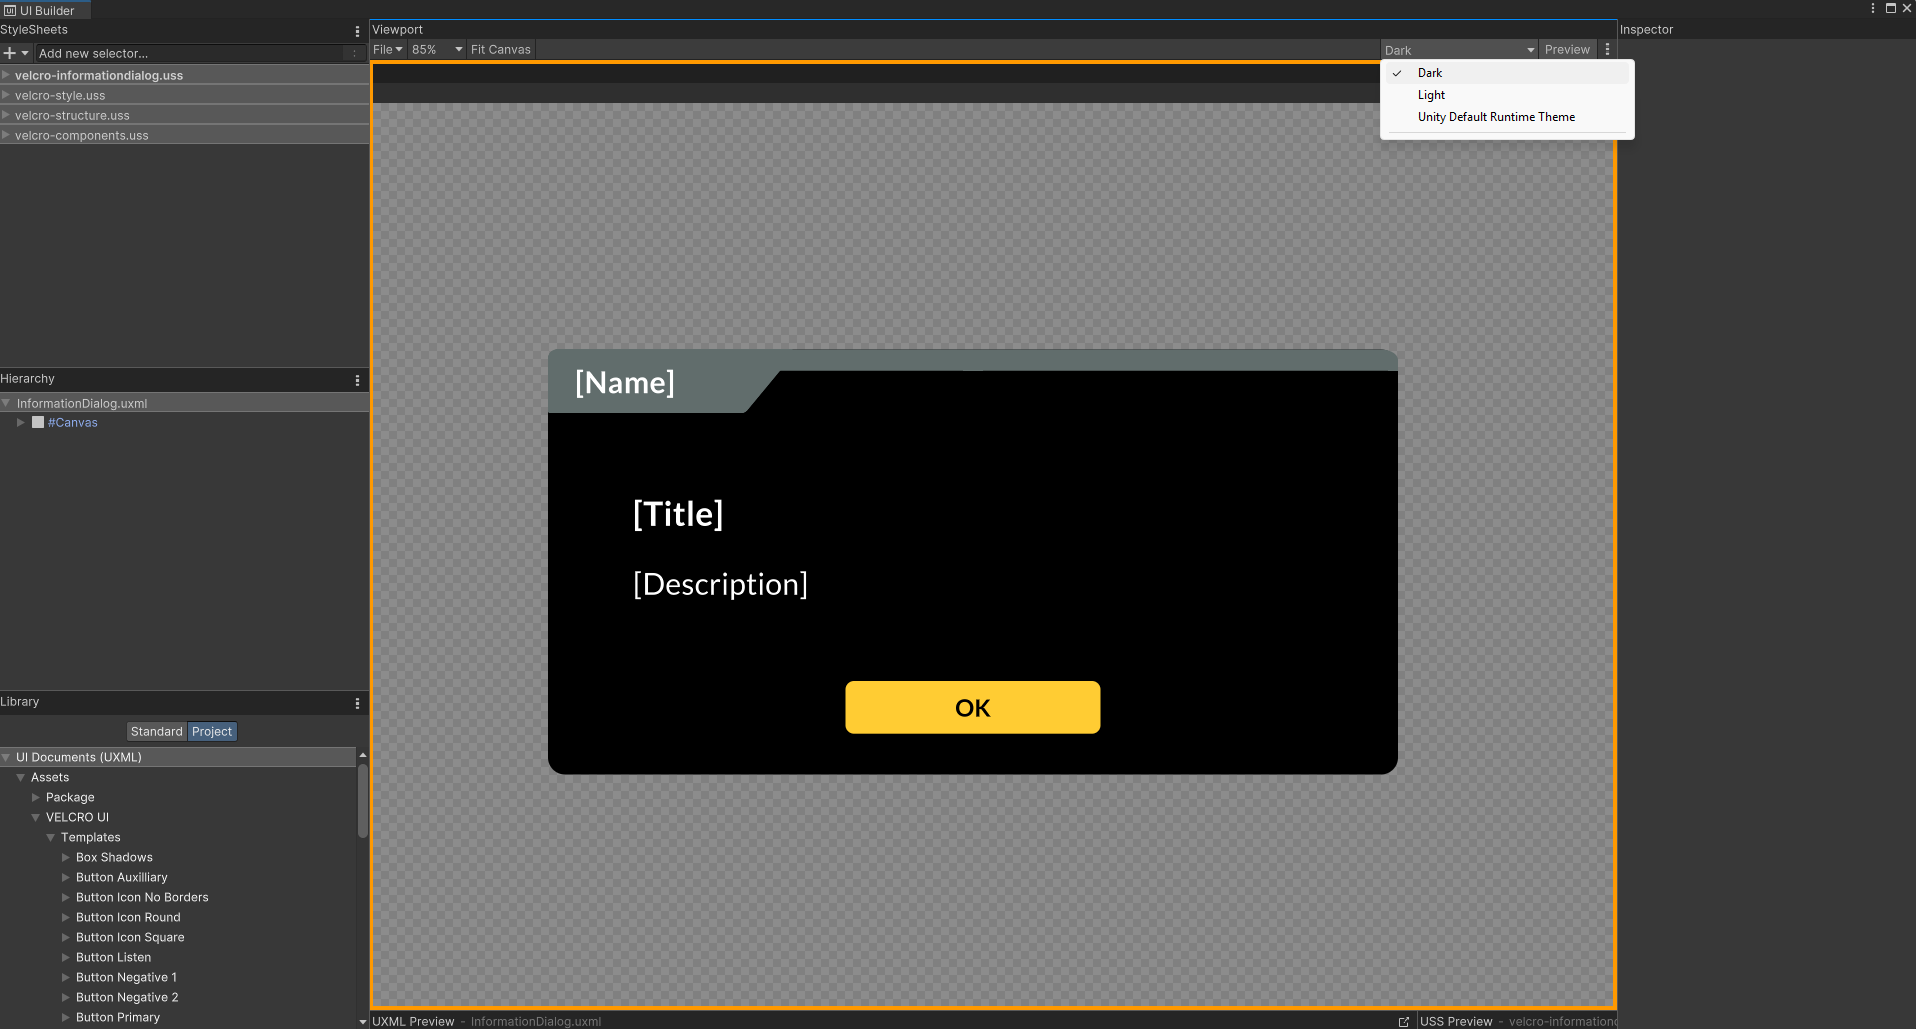 UI Builder
StyleSheets
Add new selector...
velcro-informationdialog.uss
velcro-style.uss
velcro-structure.uss
velcro-components.uss
Hierarchy
InformationDialog.uxml
#Canvas
Library
Standard Project
UI Documents (UXML)
Assets
Package
VELCRO UI
Templates
Box Shadows
Button Auxilliary
Button Icon No Borders
Button Icon Round
Button Icon Square
Button Listen
Button Negative 1
Button Negative 2
Button Primary
Viewport
File 85% Fit Canvas
Dark Preview
Dark
Light
Unity Default Runtime Theme
[Name]
[Title]
[Description]
OK
UXML Preview - InformationDialog.uxml
USS Preview - velcro-information
Inspector